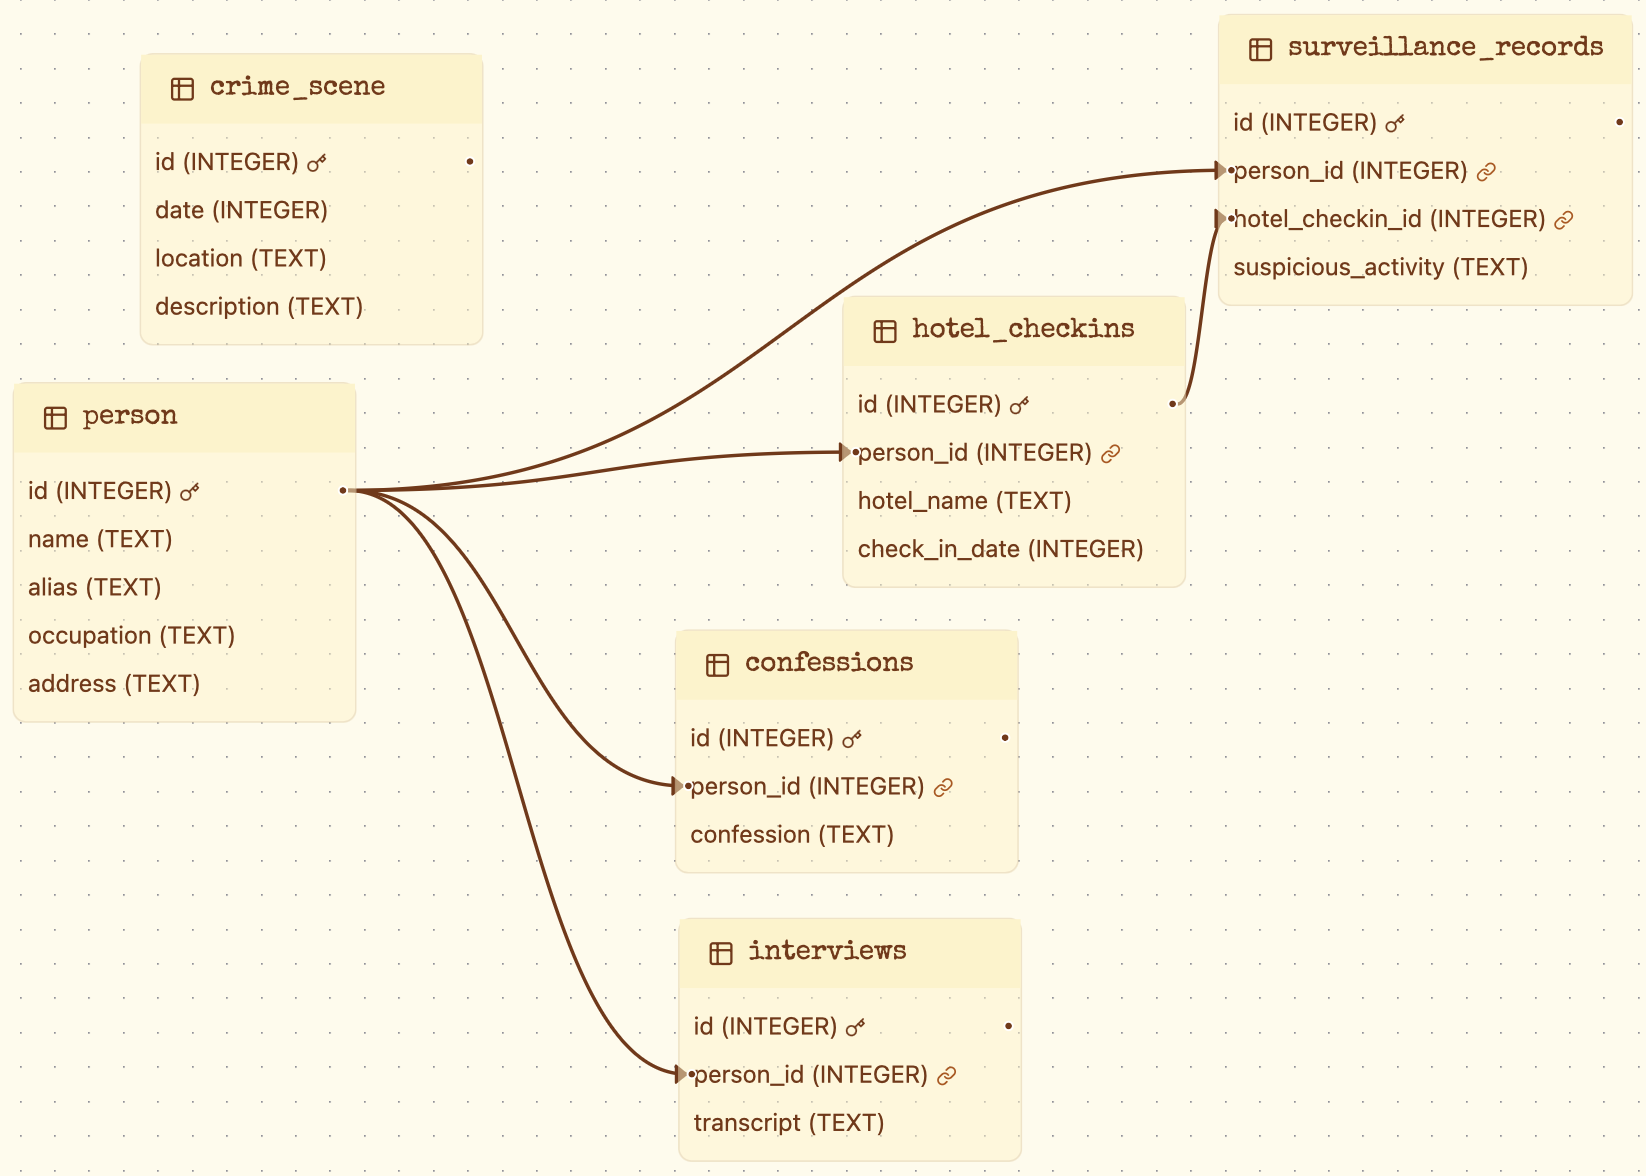 crime_scene
id (INTEGER)
date (INTEGER)
location (TEXT)
description (TEXT)
person
id (INTEGER)
name (TEXT)
alias (TEXT)
occupation (TEXT)
address (TEXT)
surveillance_records
id (INTEGER)
person_id (INTEGER)
hotel_checkin_id (INTEGER)
suspicious_activity (TEXT)
hotel_checkins
id (INTEGER)
person_id (INTEGER)
hotel_name (TEXT)
check_in_date (INTEGER)
confessions
id (INTEGER)
person_id (INTEGER)
confession (TEXT)
interviews
id (INTEGER)
person_id (INTEGER)
transcript (TEXT)